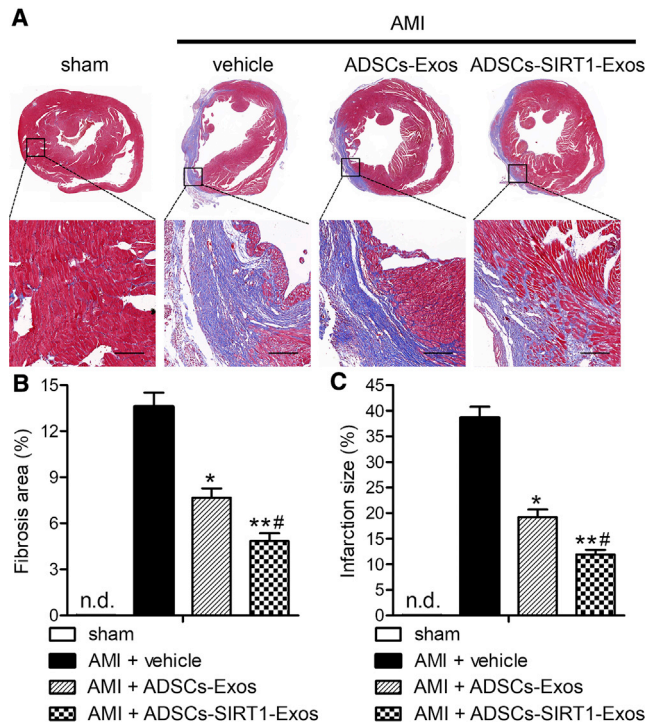 A
AMI
sham
vehicle
ADSCs-Exos
ADSCs-SIRT1-Exos
B
Fibrosis area (%)
15
12
9
6
3
0
n.d.
*
**#
sham
AMI + vehicle
AMI + ADSCs-Exos
AMI + ADSCs-SIRT1-Exos
C
Infarction size (%)
45
40
35
30
25
20
15
10
5
0
n.d.
*
**#
sham
AMI + vehicle
AMI + ADSCs-Exos
AMI + ADSCs-SIRT1-Exos